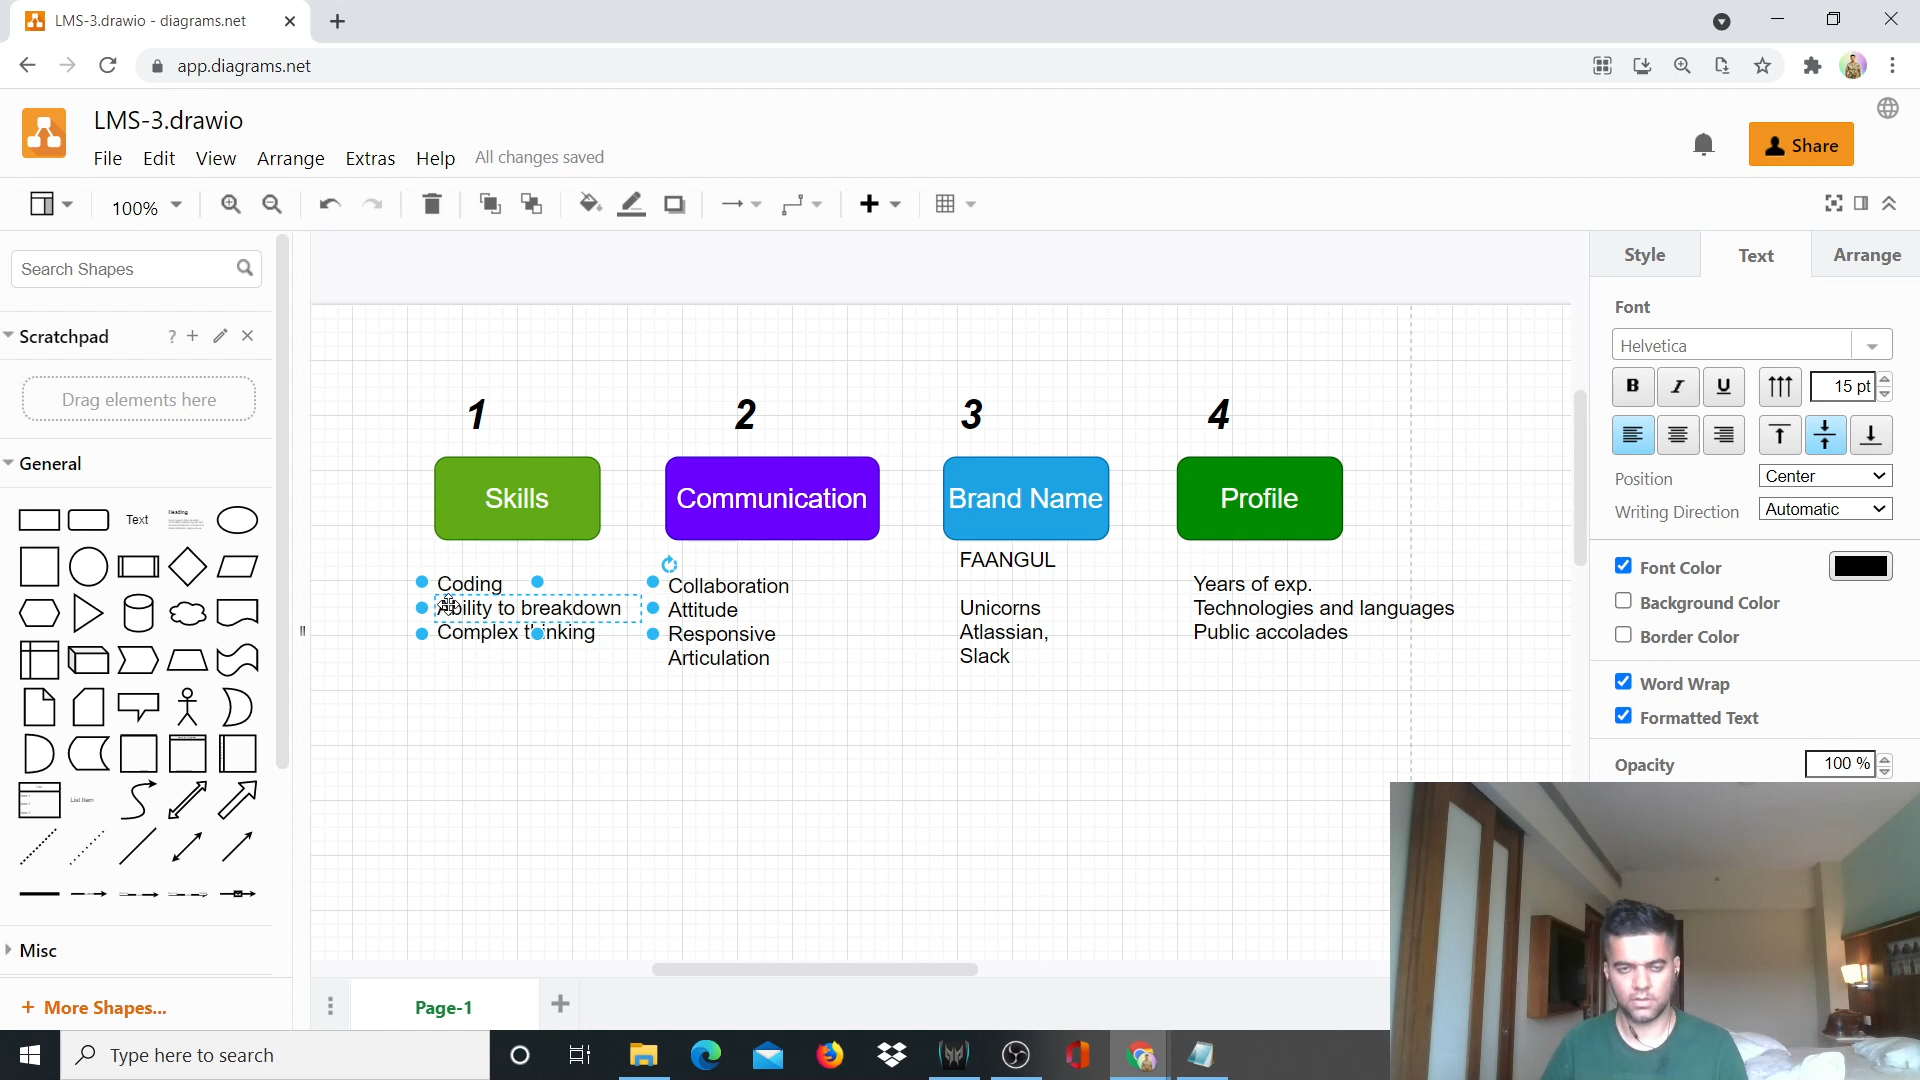 LMS-3.drawio - diagrams.net
app.diagrams.net
LMS-3.drawio
File Edit View Arrange Extras Help All changes saved
Share
100%
Search Shapes
Scratchpad
?
Drag elements here
General
Text
Heading
List Item
Misc
+ More Shapes...
1 2 3 4
Skills Communication Brand Name Profile
Coding
Ability to breakdown
Complex thinking
Collaboration
Attitude
Responsive
Articulation
FAANGUL
Unicorns
Atlassian,
Slack
Years of exp.
Technologies and languages
Public accolades
Style Text Arrange
Font
Helvetica
B I U 15 pt
Position Center
Writing Direction Automatic
Font Color
Background Color
Border Color
Word Wrap
Formatted Text
Opacity 100 %
Page-1
Type here to search